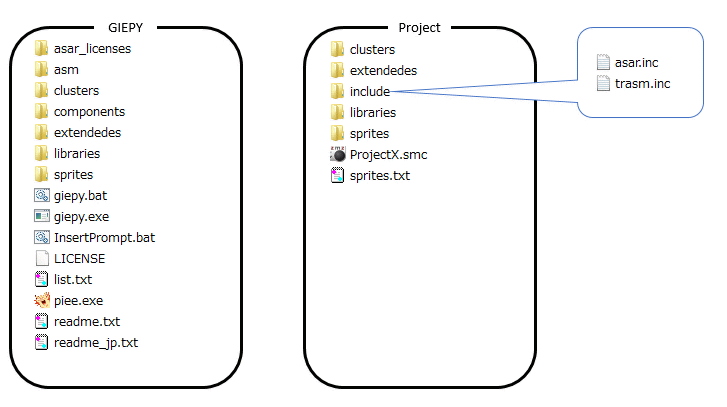 GIEPY
asar_licenses
asm
clusters
components
extendedes
libraries
sprites
giepy.bat
giepy.exe
InsertPrompt.bat
LICENSE
list.txt
piee.exe
readme.txt
readme_jp.txt
Project
clusters
extendedes
include
libraries
sprites
ProjectX.smc
sprites.txt
asar.inc
trasm.inc